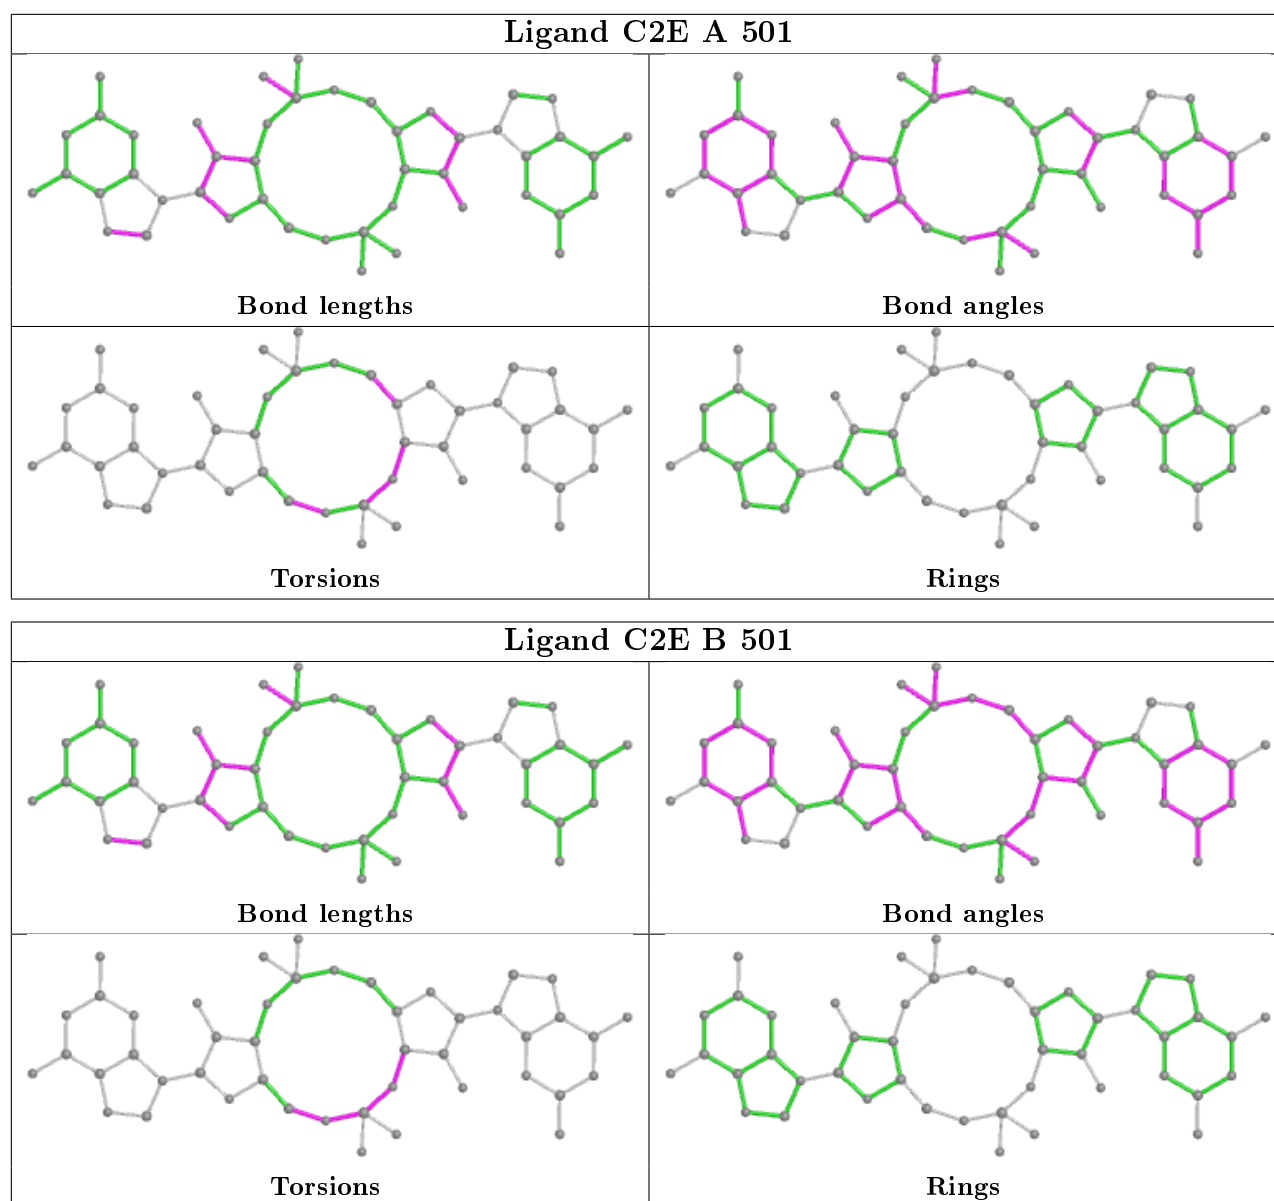 Ligand C2E A 501
Bond lengths
Bond angles
Torsions
Rings
Ligand C2E B 501
Bond lengths
Bond angles
Torsions
Rings